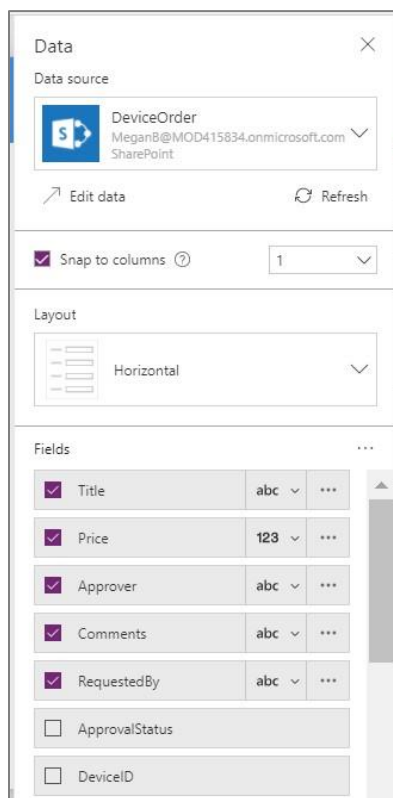 Data
Data source
DeviceOrder
MeganB@MOD415834.onmicrosoft.com
SharePoint
Edit data
Refresh
Snap to columns
1
Layout
Horizontal
Fields
Title abc
Price 123
Approver abc
Comments abc
RequestedBy abc
ApprovalStatus
DeviceID